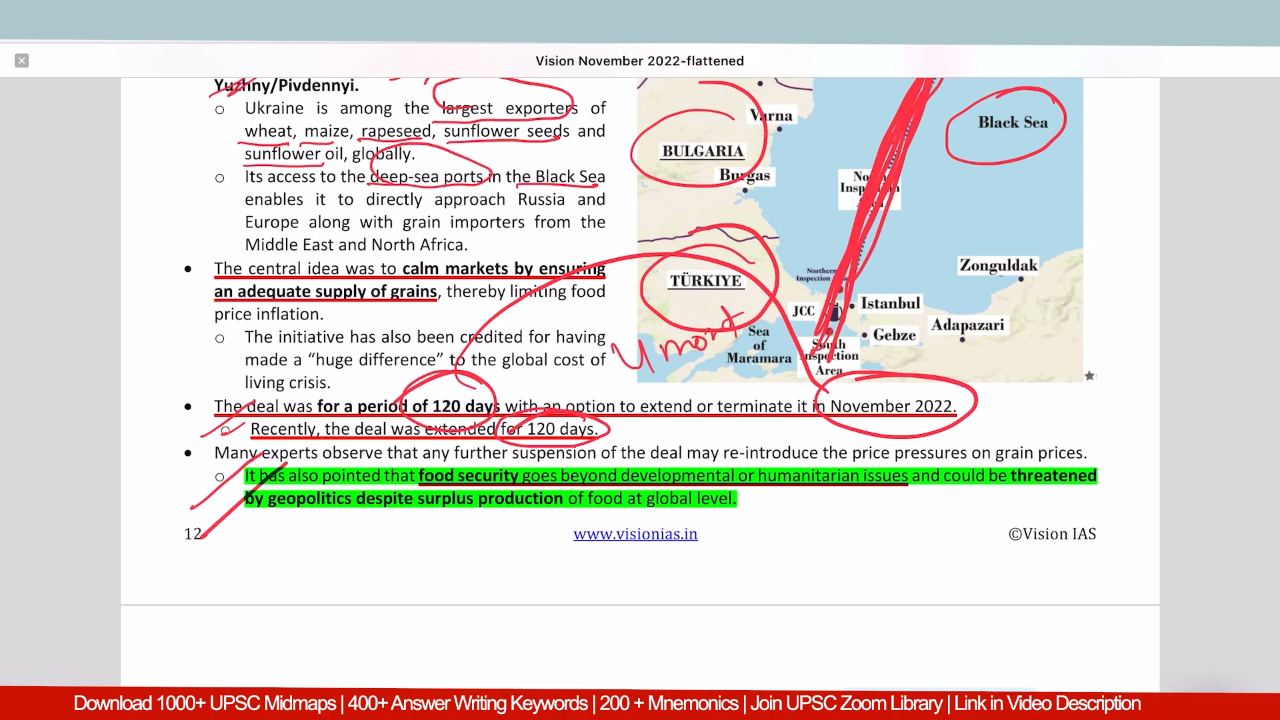 Vision November 2022-flattened
Yuzhny/Pivdennyi.
o Ukraine is among the largest exporters of
wheat, maize, rapeseed, sunflower seeds and
sunflower oil, globally.
o Its access to the deep-sea ports in the Black Sea
enables it to directly approach Russia and
Europe along with grain importers from the
Middle East and North Africa.
• The central idea was to calm markets by ensuring
an adequate supply of grains, thereby limiting food
price inflation.
o The initiative has also been credited for having
made a “huge difference” to the global cost of
living crisis.
Varna
Black Sea
BULGARIA
Burgas
Inspection
Zonguldak
TÜRKIYE
Northern
Inspection
JCC
Istanbul
Gebze
Adapazari
Sea
of
Maramara
South
Inspection
Area
4 mont
• The deal was for a period of 120 days with an option to extend or terminate it in November 2022.
o Recently, the deal was extended for 120 days.
• Many experts observe that any further suspension of the deal may re-introduce the price pressures on grain prices.
o It has also pointed that food security goes beyond developmental or humanitarian issues and could be threatened
by geopolitics despite surplus production of food at global level.
12 www.visionias.in ©Vision IAS
Download 1000+ UPSC Midmaps | 400+ Answer Writing Keywords | 200 + Mnemonics | Join UPSC Zoom Library | Link in Video Description